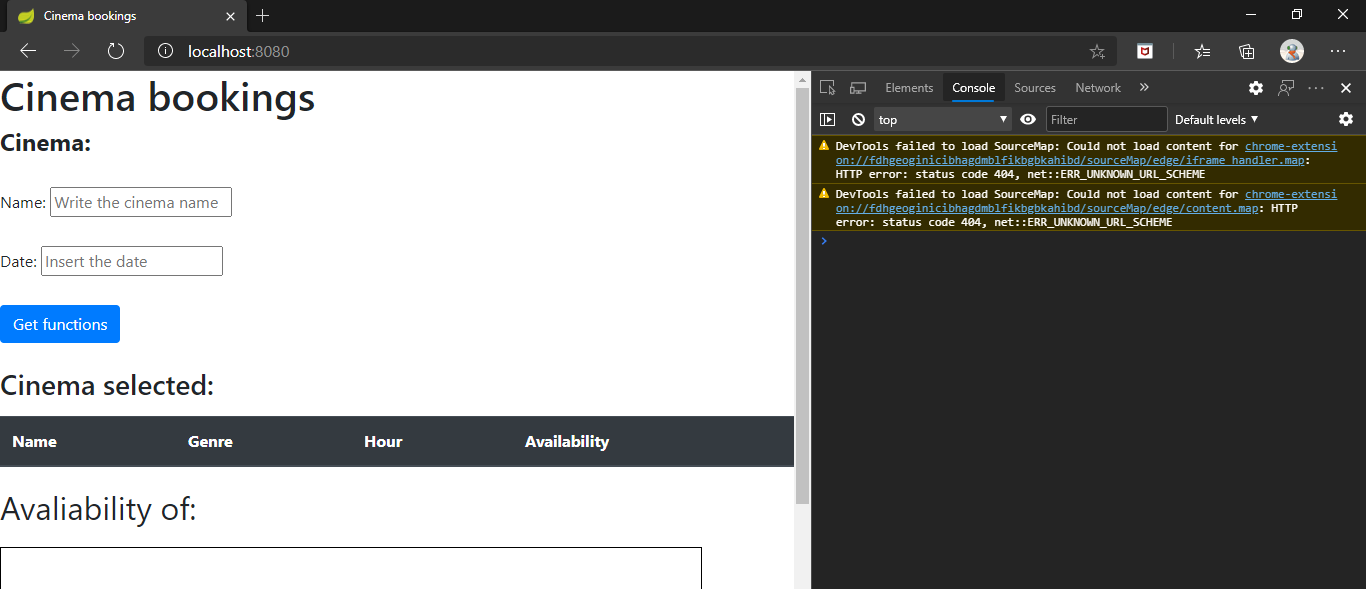 Cinema bookings
localhost:8080
Cinema bookings
Cinema:
Name: Write the cinema name
Date: Insert the date
Get functions
Cinema selected:
Name Genre Hour Availability
Avaliability of:
Elements Console Sources Network
top Filter Default levels
DevTools failed to load SourceMap: Could not load content for chrome-extensi
on://fdhgeoginicibhagdmblfikbgbkahibd/sourceMap/edge/iframe_handler.map:
HTTP error: status code 404, net::ERR_UNKNOWN_URL_SCHEME
DevTools failed to load SourceMap: Could not load content for chrome-extensi
on://fdhgeoginicibhagdmblfikbgbkahibd/sourceMap/edge/content.map: HTTP
error: status code 404, net::ERR_UNKNOWN_URL_SCHEME